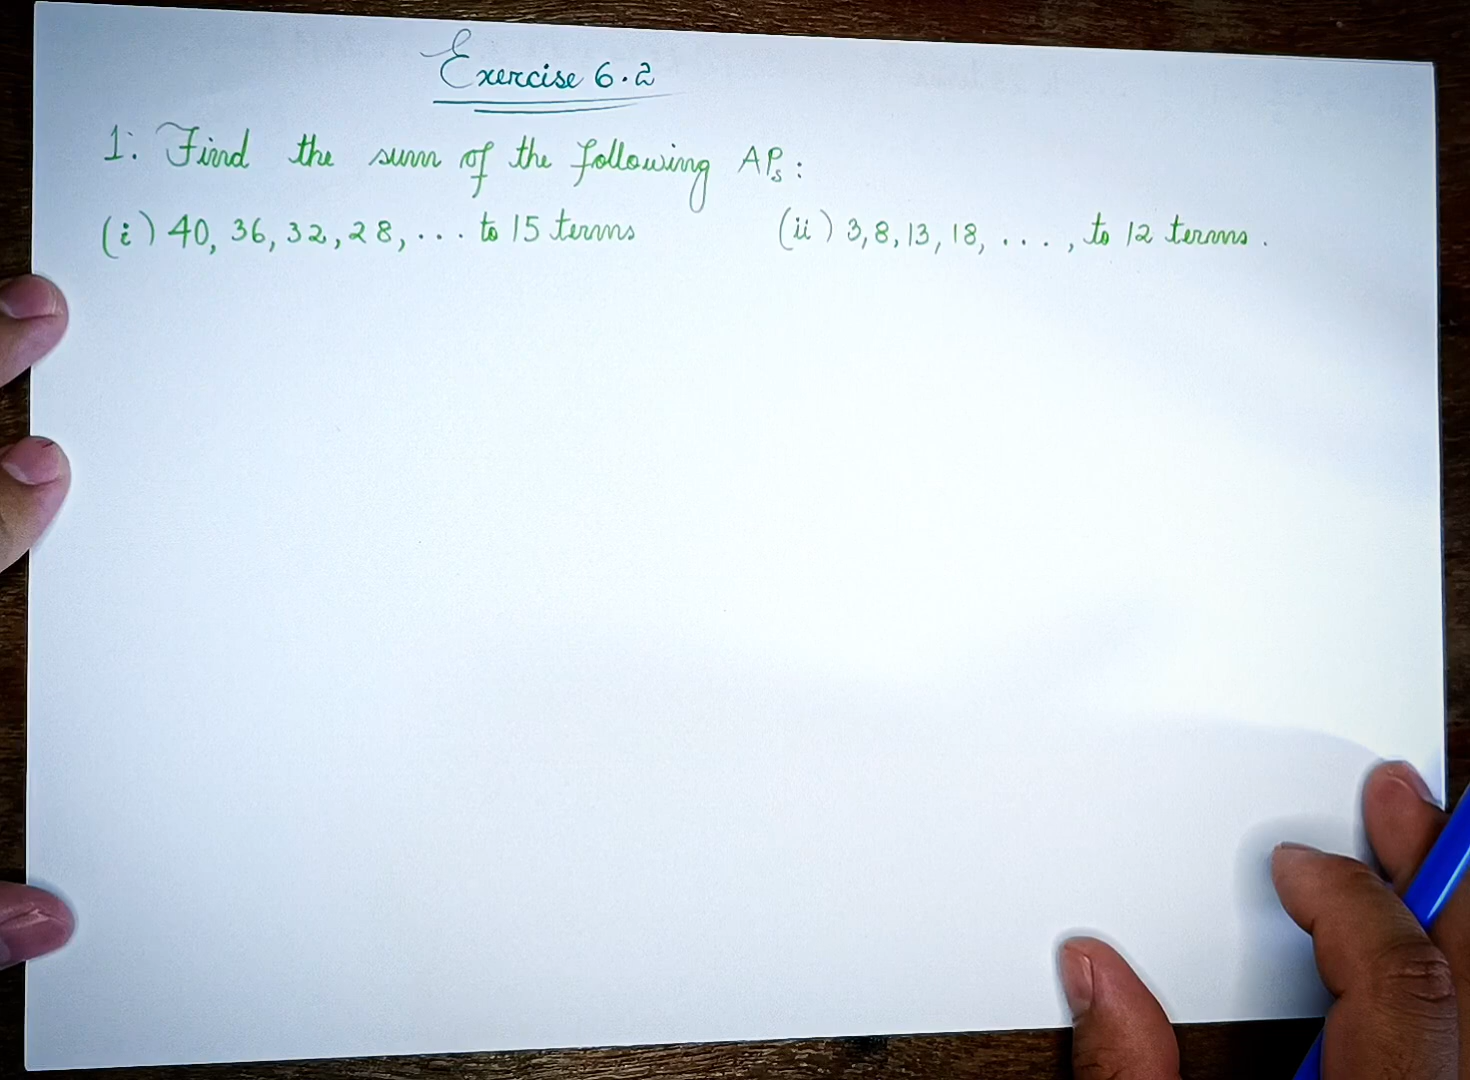 Exercise 6.2
1. Find the sum of the following APs:
(i) 40, 36, 32, 28, ... to 15 terms (ii) 3, 8, 13, 18, ...., to 12 terms.